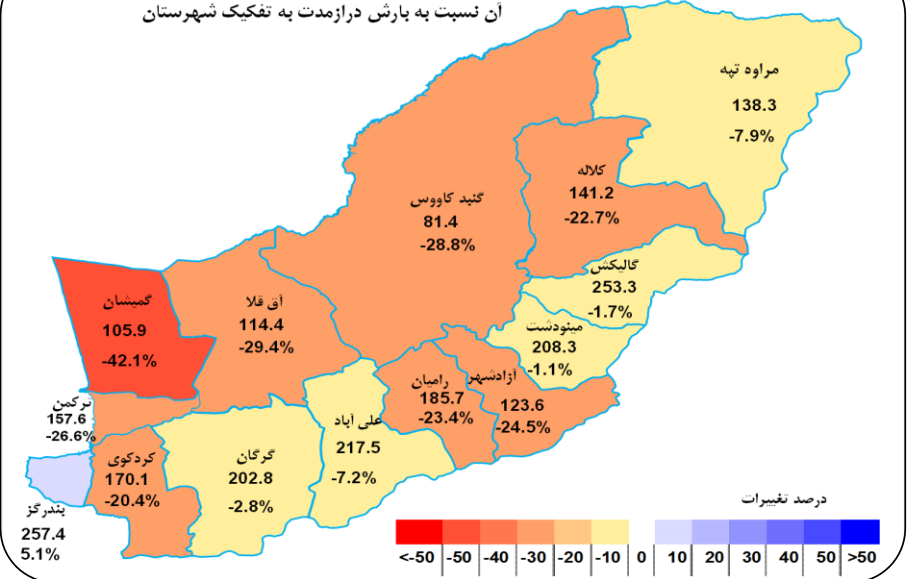 آن نسبت به بارش درازمدت به تفکیک شهرستان
مراوه تپه
138.3
-7.9%
کلاله
141.2
-22.7%
گنبد کاووس
81.4
-28.8%
گالیکش
253.3
-1.7%
مینودشت
208.3
-1.1%
گمیشان
105.9
-42.1%
آق قلا
114.4
-29.4%
آزادشهر
123.6
-24.5%
رامیان
185.7
-23.4%
ترکمن
157.6
-26.6%
علی آباد
217.5
-7.2%
گرگان
202.8
-2.8%
کردکوی
170.1
-20.4%
بندرگز
257.4
5.1%
درصد تغییرات
<-50 -50 -40 -30 -20 -10 0 10 20 30 40 50 >50